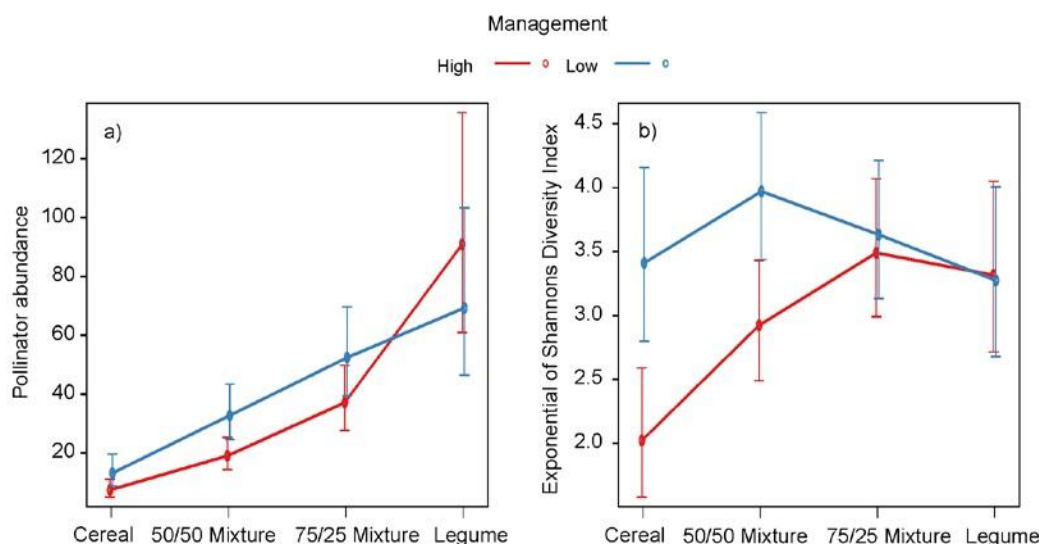 Management
High Low
a)
Pollinator abundance
120
100
80
60
40
20
Cereal 50/50 Mixture 75/25 Mixture Legume
b)
Exponential of Shannons Diversity Index
4.5
4.0
3.5
3.0
2.5
2.0
Cereal 50/50 Mixture 75/25 Mixture Legume